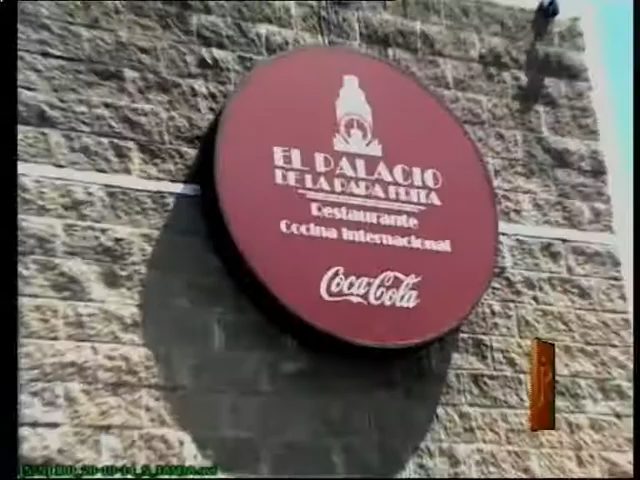 EL PALACIO
DE LA PAPA FRITA
Restaurante
Cocina Internacional
Coca-Cola